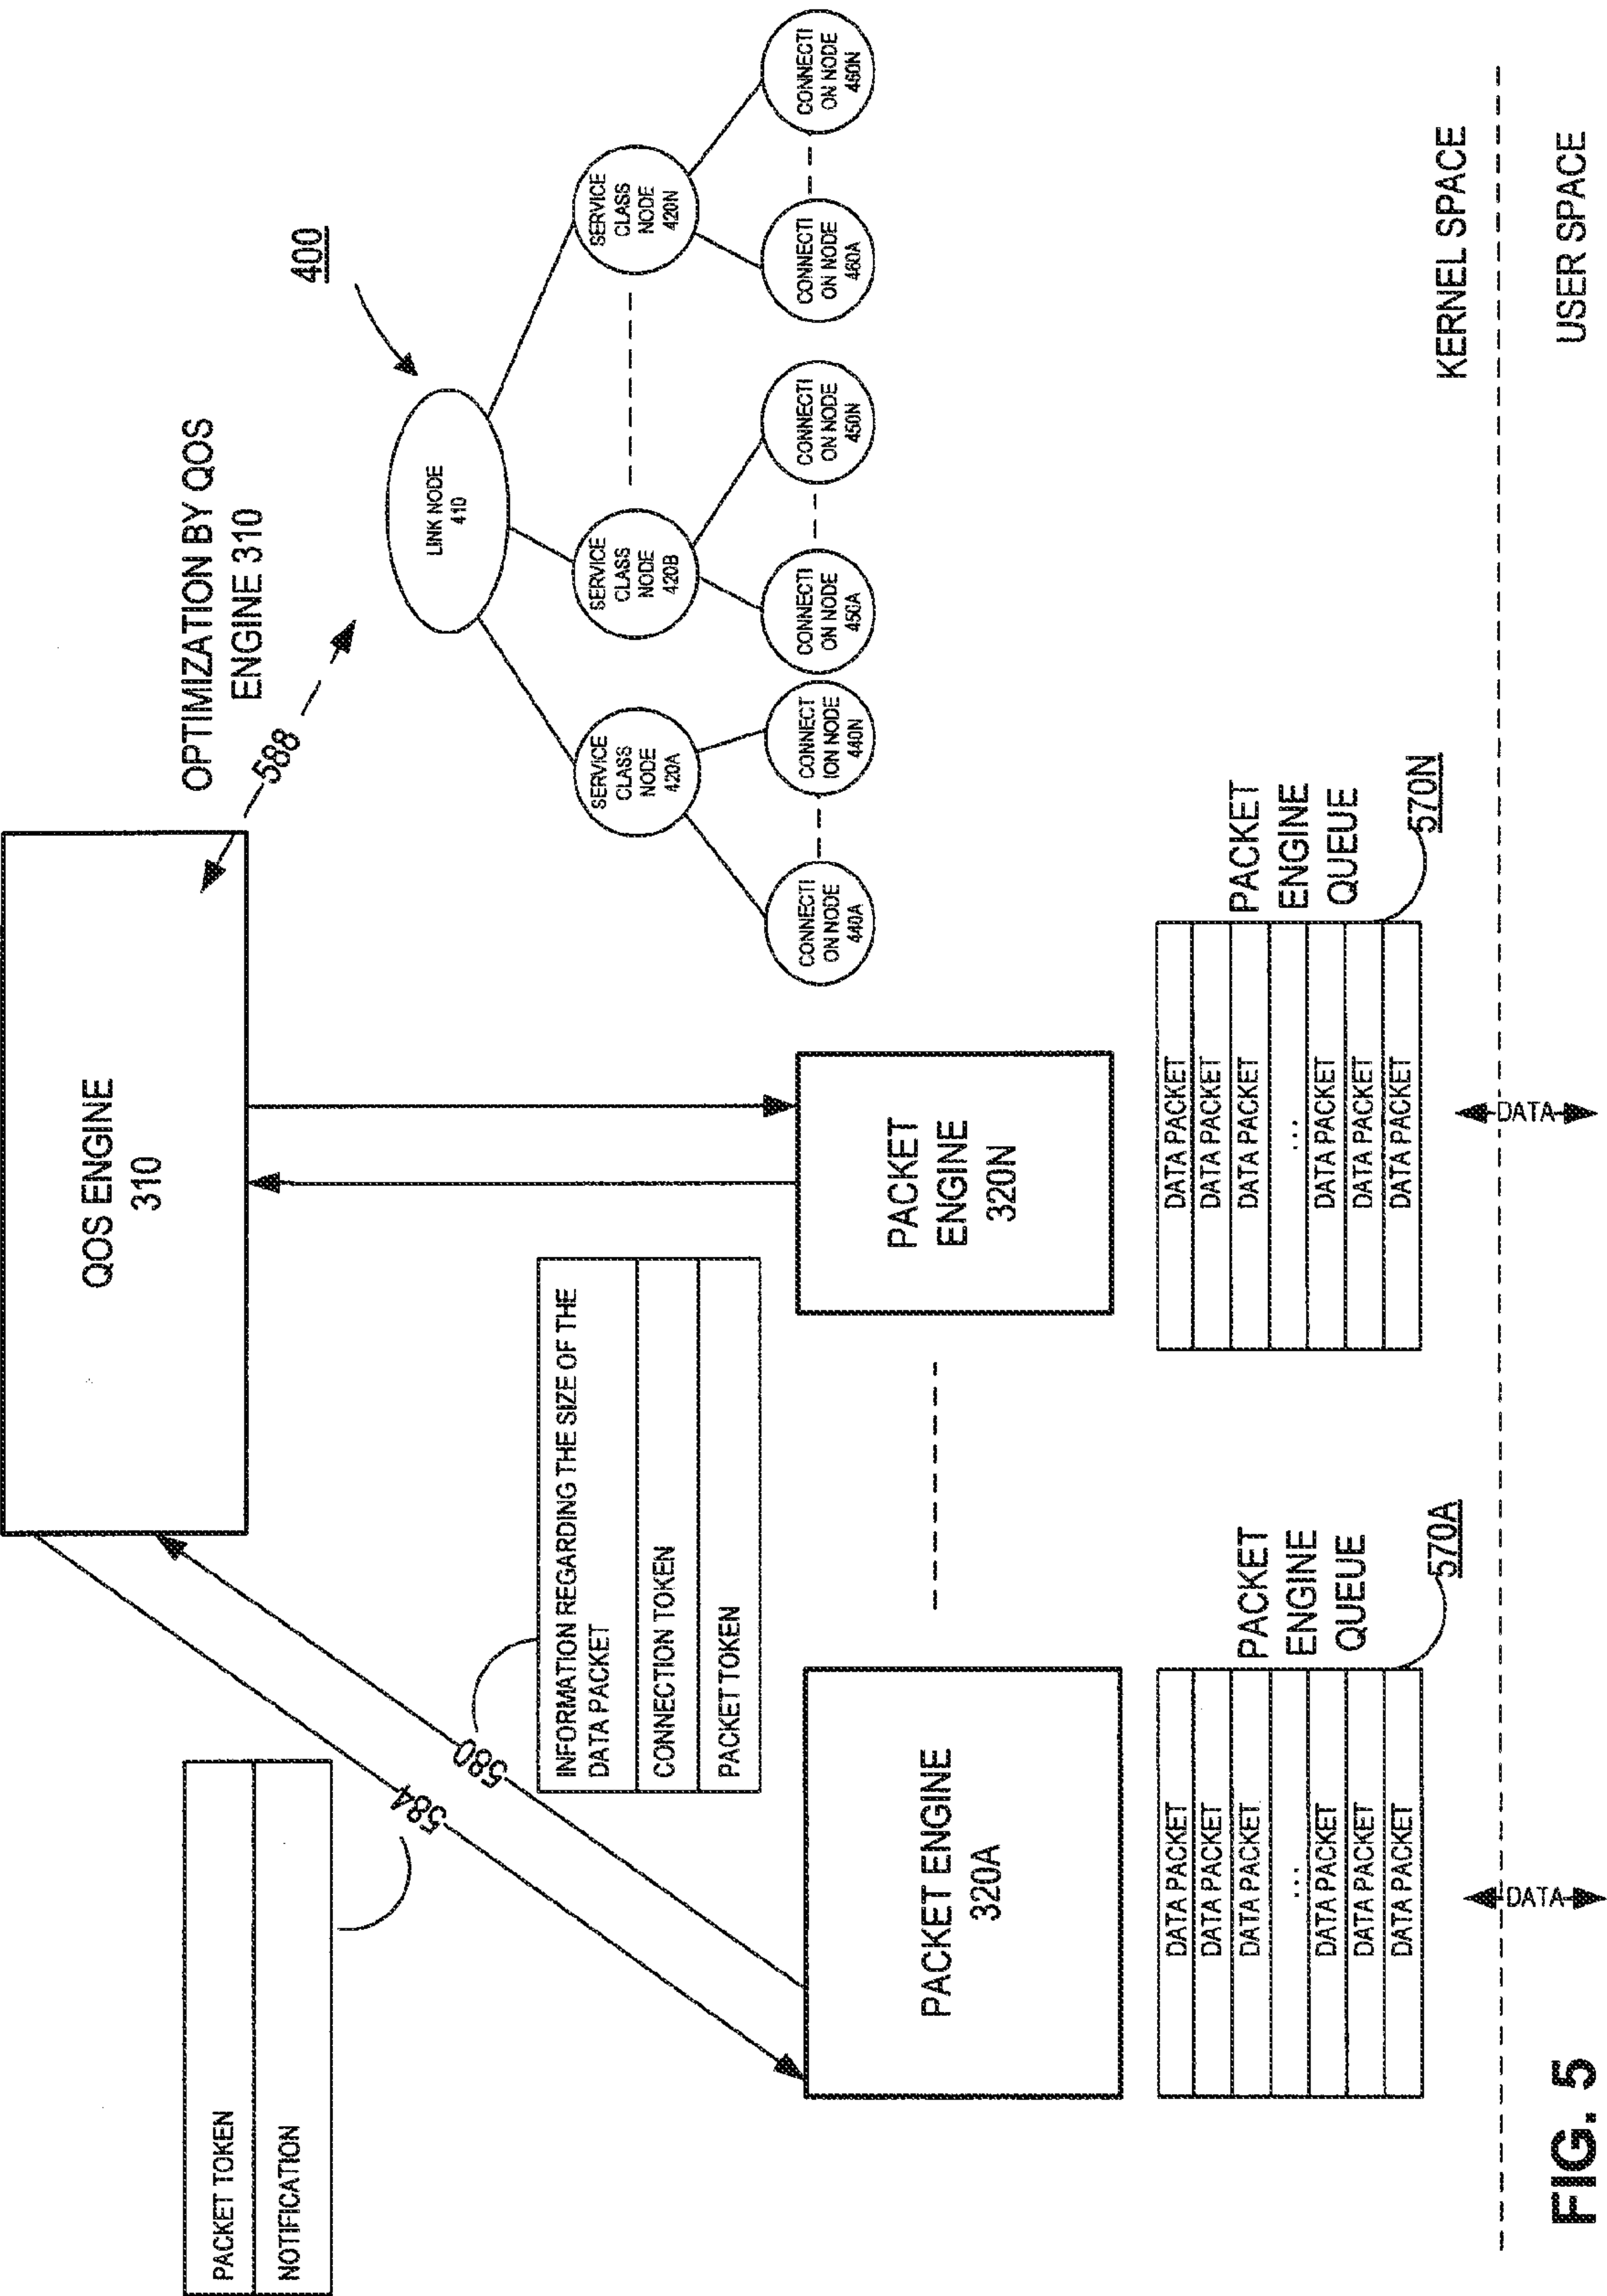 QOS ENGINE
310
OPTIMIZATION BY QOS
ENGINE 310
588
400
PACKET TOKEN
NOTIFICATION
584
580
INFORMATION REGARDING THE SIZE OF THE
DATA PACKET
CONNECTION TOKEN
PACKET TOKEN
LINK NODE
410
SERVICE
CLASS
NODE
420A
SERVICE
CLASS
NODE
420B
SERVICE
CLASS
NODE
420N
CONNECTI
ON NODE
440A
CONNECT
ION NODE
440N
CONNECTI
ON NODE
450A
CONNECTI
ON NODE
450N
CONNECTI
ON NODE
460A
CONNECTI
ON NODE
460N
PACKET ENGINE
320A
PACKET
ENGINE
320N
DATA PACKET
DATA PACKET
DATA PACKET
...
DATA PACKET
DATA PACKET
DATA PACKET
PACKET
ENGINE
QUEUE
570A
DATA PACKET
DATA PACKET
DATA PACKET
...
DATA PACKET
DATA PACKET
DATA PACKET
PACKET
ENGINE
QUEUE
570N
KERNEL SPACE
DATA
DATA
USER SPACE
FIG. 5